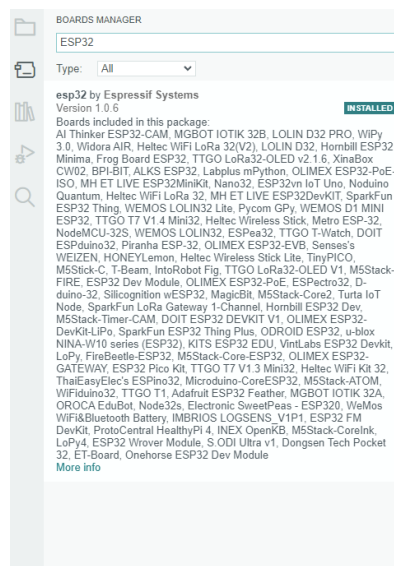 BOARDS MANAGER
ESP32
Type: All
esp32 by Espressif Systems
Version 1.0.6 INSTALLED
Boards included in this package:
AI Thinker ESP32-CAM, MGBOT IOTIK 32B, LOLIN D32 PRO, WiPy
3.0, Widora AIR, Heltec WiFi LoRa 32(V2), LOLIN D32, Hornbill ESP32
Minima, Frog Board ESP32, TTGO LoRa32-OLED v2.1.6, XinaBox
CW02, BPI-BIT, ALKS ESP32, Labplus mPython, OLIMEX ESP32-PoE-
ISO, MH ET LIVE ESP32MiniKit, Nano32, ESP32vn IoT Uno, Noduino
Quantum, Heltec WiFi LoRa 32, MH ET LIVE ESP32DevKIT, SparkFun
ESP32 Thing, WEMOS LOLIN32 Lite, Pycom GPy, WEMOS D1 MINI
ESP32, TTGO T7 V1.4 Mini32, Heltec Wireless Stick, Metro ESP-32,
NodeMCU-32S, WEMOS LOLIN32, ESPea32, TTGO T-Watch, DOIT
ESPduino32, Piranha ESP-32, OLIMEX ESP32-EVB, Senses's
WEIZEN, HONEYLemon, Heltec Wireless Stick Lite, TinyPICO,
M5Stick-C, T-Beam, IntoRobot Fig, TTGO LoRa32-OLED V1, M5Stack-
FIRE, ESP32 Dev Module, OLIMEX ESP32-PoE, ESPectro32, D-
duino-32, Silicognition wESP32, MagicBit, M5Stack-Core2, Turta IoT
Node, SparkFun LoRa Gateway 1-Channel, Hornbill ESP32 Dev,
M5Stack-Timer-CAM, DOIT ESP32 DEVKIT V1, OLIMEX ESP32-
DevKit-LiPo, SparkFun ESP32 Thing Plus, ODROID ESP32, u-blox
NINA-W10 series (ESP32), KITS ESP32 EDU, VintLabs ESP32 Devkit,
LoPy, FireBeetle-ESP32, M5Stack-Core-ESP32, OLIMEX ESP32-
GATEWAY, ESP32 Pico Kit, TTGO T7 V1.3 Mini32, Heltec WiFi Kit 32,
ThaiEasyElec's ESPino32, Microduino-CoreESP32, M5Stack-ATOM,
WiFiduino32, TTGO T1, Adafruit ESP32 Feather, MGBOT IOTIK 32A,
OROCA EduBot, Node32s, Electronic SweetPeas - ESP320, WeMos
WiFi&Bluetooth Battery, IMBRIOS LOGSENS_V1P1, ESP32 FM
DevKit, ProtoCentral HealthyPi 4, INEX OpenKB, M5Stack-CoreInk,
LoPy4, ESP32 Wrover Module, S.ODI Ultra v1, Dongsen Tech Pocket
32, ET-Board, Onehorse ESP32 Dev Module
More info